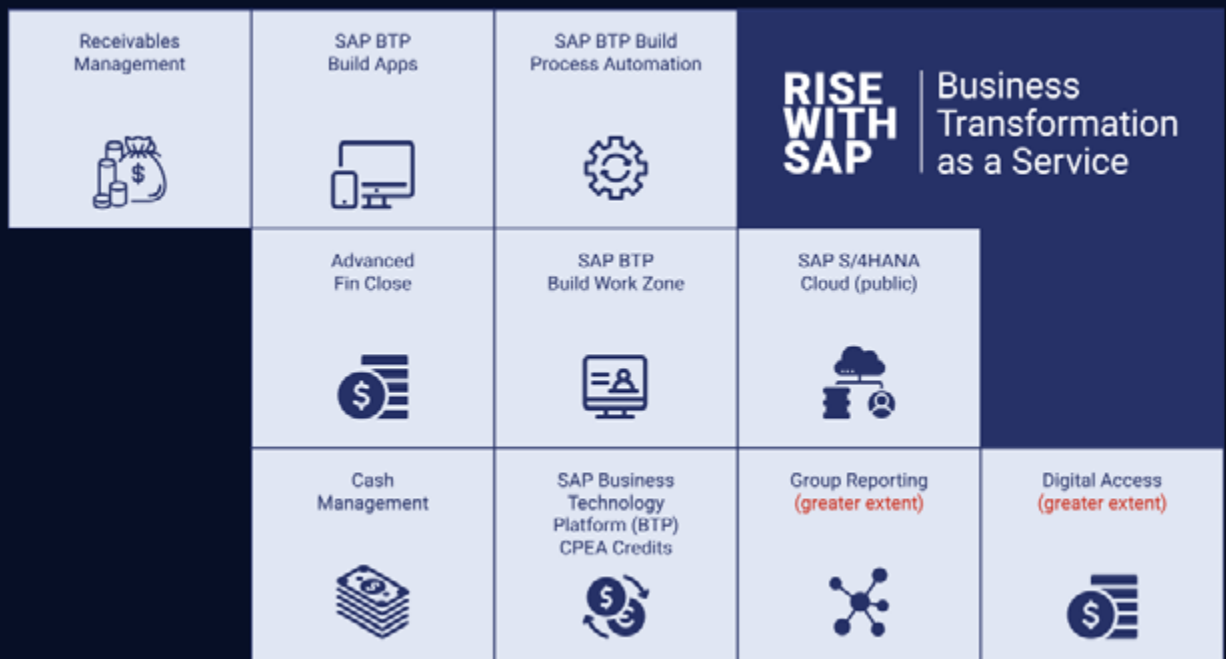 Receivables
Management
SAP BTP
Build Apps
SAP BTP Build
Process Automation
RISE
WITH
SAP
Business
Transformation
as a Service
Advanced
Fin Close
SAP BTP
Build Work Zone
SAP S/4HANA
Cloud (public)
Cash
Management
SAP Business
Technology
Platform (BTP)
CPEA Credits
Group Reporting
(greater extent)
Digital Access
(greater extent)